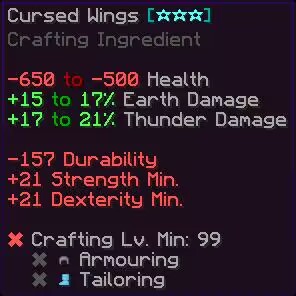 Cursed Wings [✫✫✫]
Crafting Ingredient
-650 to -500 Health
+15 to 17% Earth Damage
+17 to 21% Thunder Damage
-157 Durability
+21 Strength Min.
+21 Dexterity Min.
✖ Crafting Lv. Min: 99
✖ Armouring
✖ Tailoring